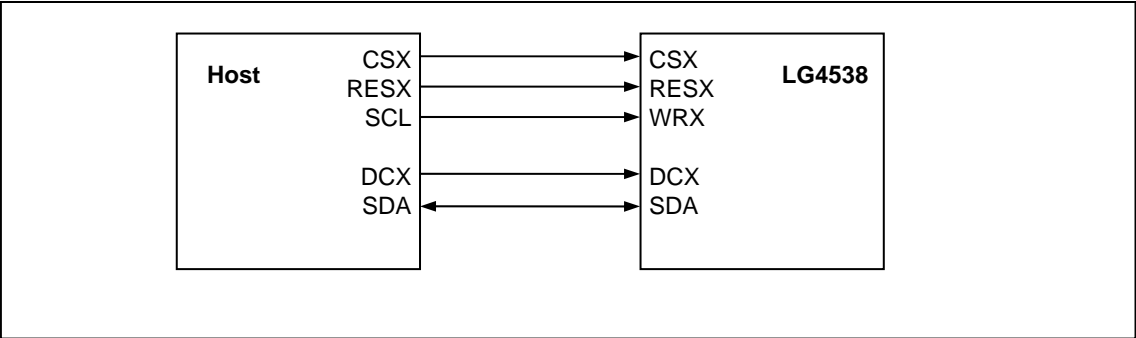 Host
CSX
RESX
SCL
DCX
SDA
CSX
RESX
WRX
DCX
SDA
LG4538